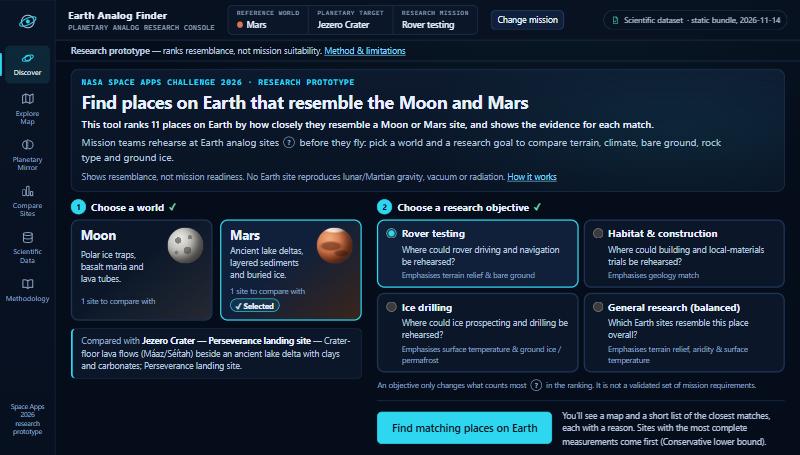 Earth Analog Finder
PLANETARY ANALOG RESEARCH CONSOLE
REFERENCE WORLD
Mars
PLANETARY TARGET
Jezero Crater
RESEARCH MISSION
Rover testing
Change mission
Scientific dataset · static bundle, 2026-11-14
Discover
Explore
Map
Planetary
Mirror
Compare
Sites
Scientific
Data
Methodology
Space Apps
2026
research
prototype
Research prototype — ranks resemblance, not mission suitability. Method & limitations
NASA SPACE APPS CHALLENGE 2026 · RESEARCH PROTOTYPE
Find places on Earth that resemble the Moon and Mars
This tool ranks 11 places on Earth by how closely they resemble a Moon or Mars site, and shows the evidence for each match.
Mission teams rehearse at Earth analog sites ? before they fly: pick a world and a research goal to compare terrain, climate, bare ground, rock
type and ground ice.
Shows resemblance, not mission readiness. No Earth site reproduces lunar/Martian gravity, vacuum or radiation. How it works
1 Choose a world ✓
Moon
Polar ice traps,
basalt maria and
lava tubes.
1 site to compare with
Mars
Ancient lake deltas,
layered sediments
and buried ice.
1 site to compare with
✓ Selected
Compared with Jezero Crater — Perseverance landing site — Crater-
floor lava flows (Máaz/Séítah) beside an ancient lake delta with clays
and carbonates; Perseverance landing site.
2 Choose a research objective ✓
Rover testing
Where could rover driving and navigation
be rehearsed?
Emphasises terrain relief & bare ground
Habitat & construction
Where could building and local-materials
trials be rehearsed?
Emphasises geology match
Ice drilling
Where could ice prospecting and drilling be
rehearsed?
Emphasises surface temperature & ground ice /
permafrost
General research (balanced)
Which Earth sites resemble this place
overall?
Emphasises terrain relief, aridity & surface
temperature
An objective only changes what counts most ? in the ranking. It is not a validated set of mission requirements.
Find matching places on Earth
You'll see a map and a short list of the closest matches,
each with a reason. Sites with the most complete
measurements come first (Conservative lower bound).